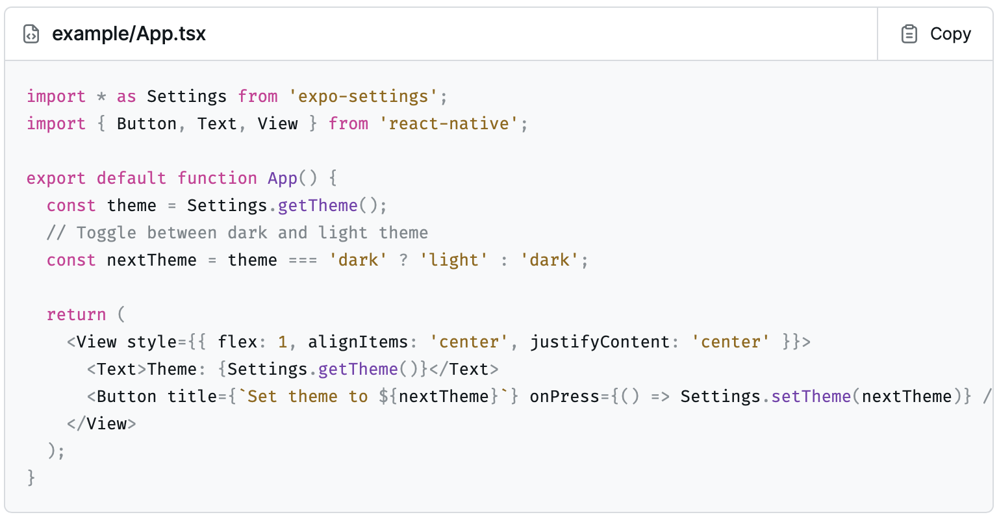 example/App.tsx
Copy
import * as Settings from 'expo-settings';
import { Button, Text, View } from 'react-native';

export default function App() {
  const theme = Settings.getTheme();
  // Toggle between dark and light theme
  const nextTheme = theme === 'dark' ? 'light' : 'dark';

  return (
    <View style={{ flex: 1, alignItems: 'center', justifyContent: 'center' }}>
      <Text>Theme: {Settings.getTheme()}</Text>
      <Button title={`Set theme to ${nextTheme}`} onPress={() => Settings.setTheme(nextTheme)} /
    </View>
  );
}